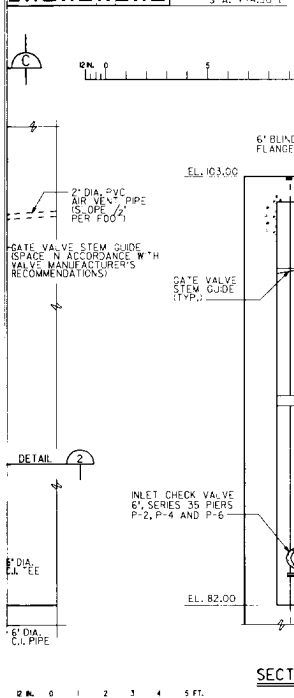 C
12 IN. 0 5
6" BLIND
FLANGE
EL. 103.00
2" DIA. PVC
AIR VENT PIPE
(SLOPE 1/2"
PER FOOT)
GATE VALVE STEM GUIDE
(SPACE IN ACCORDANCE WITH
VALVE MANUFACTURER'S
RECOMMENDATIONS)
GATE VALVE
STEM GUIDE
(TYP.)
DETAIL 2
INLET CHECK VALVE
6", SERIES 35 PIERS
P-2, P-4 AND P-6
6" DIA.
C.I. TEE
EL. 82.00
6" DIA.
C.I. PIPE
SECT
12 IN. 0 1 2 3 4 5 FT.